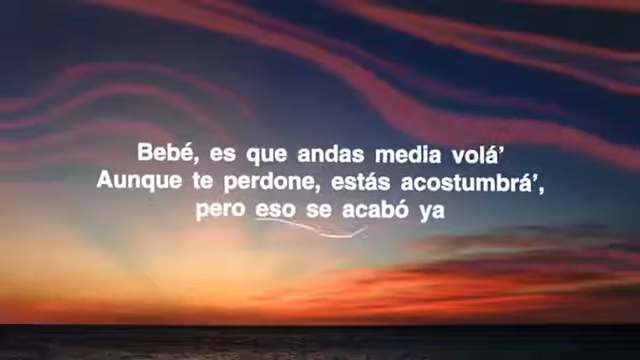 Bebé, es que andas media volá’
Aunque te perdone, estás acostumbrá’,
pero eso se acabó ya